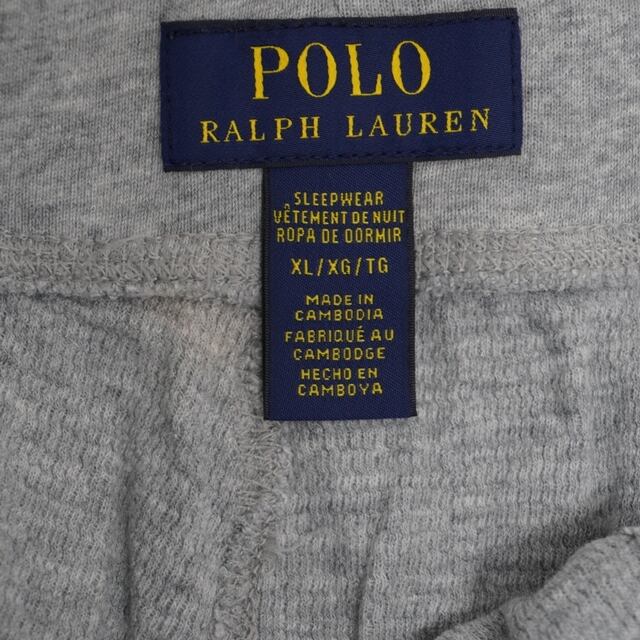 POLO
RALPH LAUREN
SLEEPWEAR
VÊTEMENT DE NUIT
ROPA DE DORMIR
XL/XG/TG
MADE IN
CAMBODIA
FABRIQUÉ AU
CAMBODGE
HECHO EN
CAMBOYA